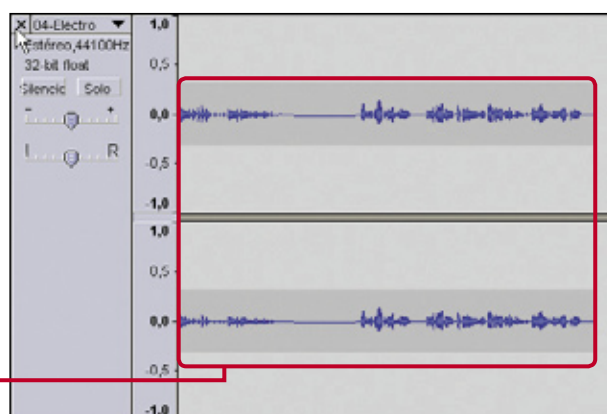 X 04-Electro ▼
Estéreo,44100Hz
32-bit float
Silencio Solo
- +
R
1,0
0,5
0,0
-0,5
-1,0
1,0
0,5
0,0
-0,5
-1,0